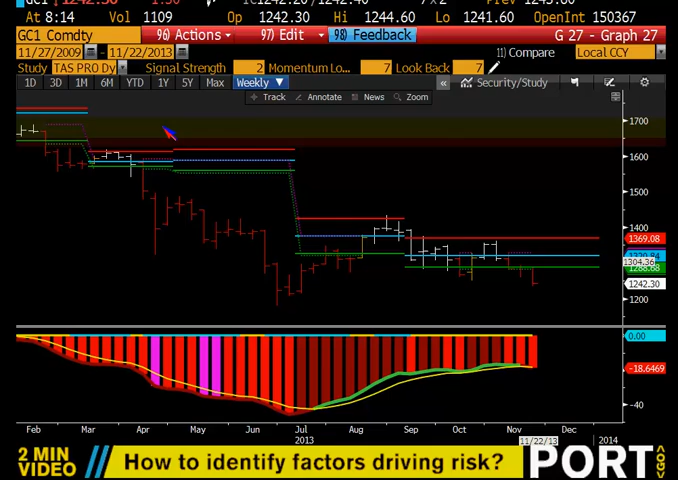 At 8:14 Vol 1109 Op 1242.30 Hi 1244.60 Lo 1241.60 OpenInt 150367
GC1 Comdty 96) Actions 97) Edit 98) Feedback G 27 - Graph 27
11/27/2009 - 11/22/2013 11) Compare Local CCY
Study TAS PRO Dy Signal Strength 2 Momentum Lo... 7 Look Back 7
1D 3D 1M 6M YTD 1Y 5Y Max Weekly ▼ « Security/Study
Track Annotate News Zoom
1700
1600
1500
1400
1369.08
1304.36
1288.68
1242.30
1200
0.00
-18.6469
-40
Feb Mar Apr May Jun Jul Aug Sep Oct Nov Dec
2013 11/22/13 2014
2 MIN VIDEO // How to identify factors driving risk? PORT <GO>